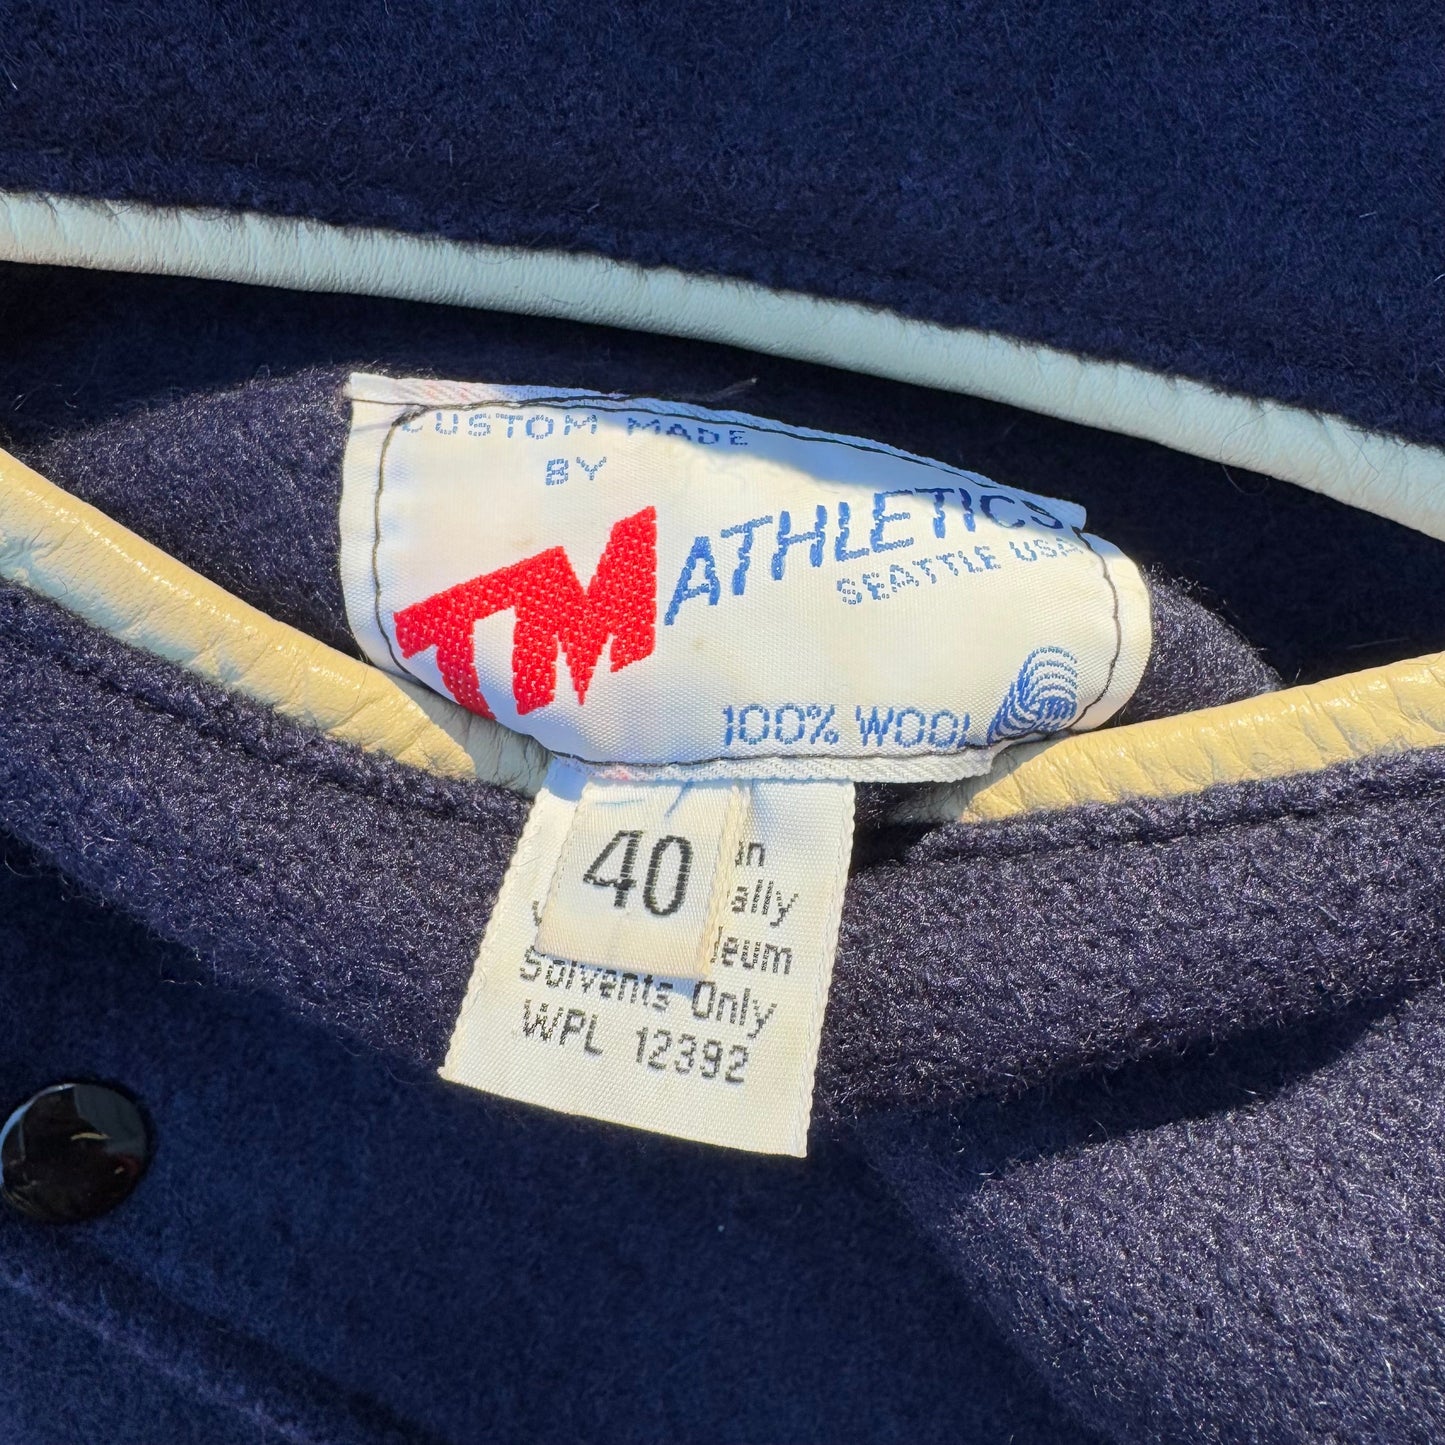 CUSTOM MADE
BY
TM ATHLETICS
SEATTLE USA
100% WOOL
40
Solvents Only
WPL 12392